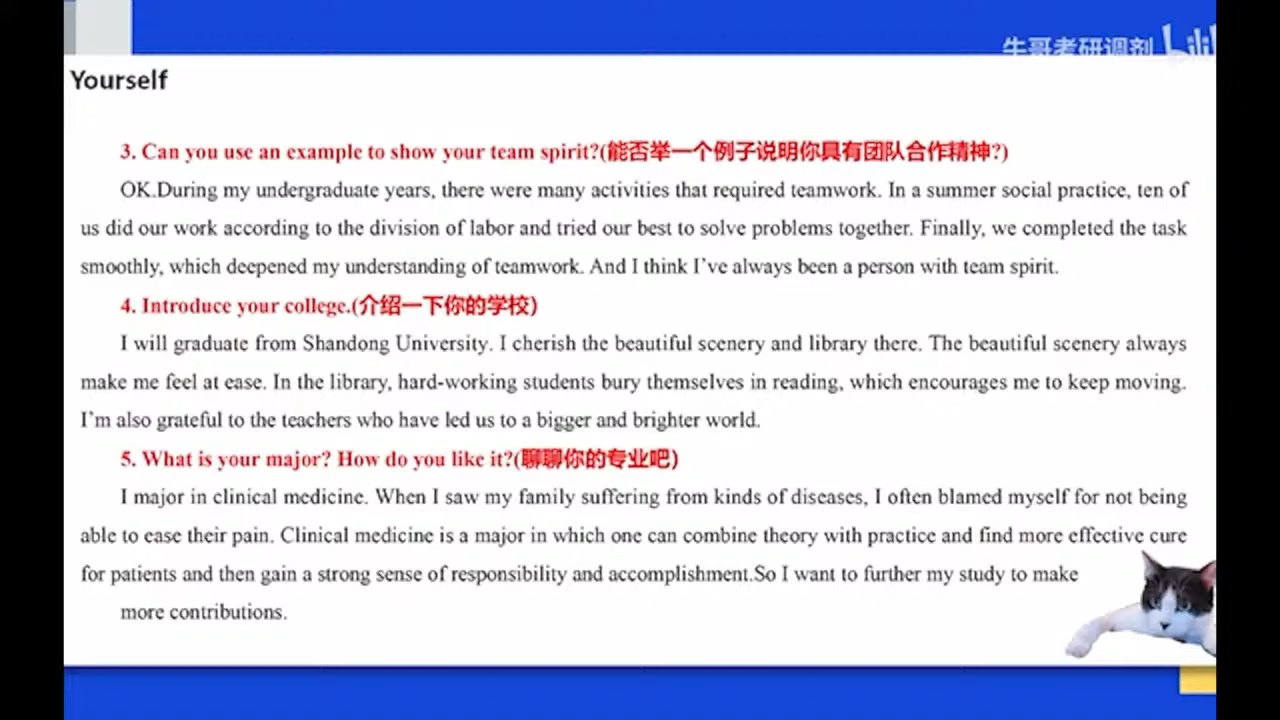 牛哥考研调剂 bilibili
Yourself
3. Can you use an example to show your team spirit?(能否举一个例子说明你具有团队合作精神?)
OK.During my undergraduate years, there were many activities that required teamwork. In a summer social practice, ten of
us did our work according to the division of labor and tried our best to solve problems together. Finally, we completed the task
smoothly, which deepened my understanding of teamwork. And I think I've always been a person with team spirit.
4. Introduce your college.(介绍一下你的学校)
I will graduate from Shandong University. I cherish the beautiful scenery and library there. The beautiful scenery always
make me feel at ease. In the library, hard-working students bury themselves in reading, which encourages me to keep moving.
I'm also grateful to the teachers who have led us to a bigger and brighter world.
5. What is your major? How do you like it?(聊聊你的专业吧)
I major in clinical medicine. When I saw my family suffering from kinds of diseases, I often blamed myself for not being
able to ease their pain. Clinical medicine is a major in which one can combine theory with practice and find more effective cure
for patients and then gain a strong sense of responsibility and accomplishment.So I want to further my study to make
more contributions.